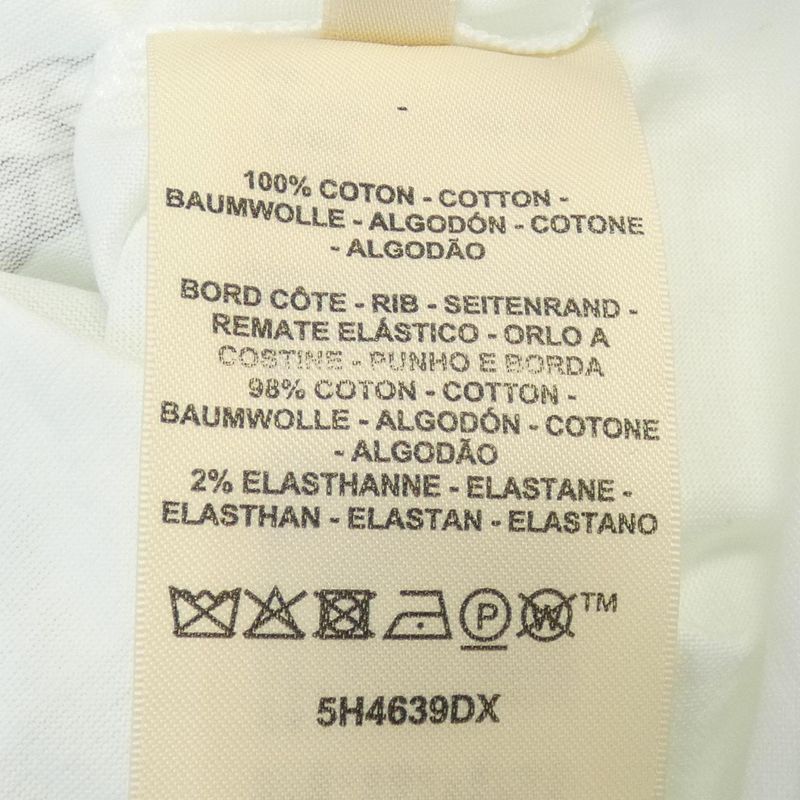 -
100% COTON - COTTON -
BAUMWOLLE - ALGODÓN - COTONE
- ALGODÃO
BORD CÔTE - RIB - SEITENRAND -
REMATE ELÁSTICO - ORLO A
COSTINE - PUNHO E BORDA
98% COTON - COTTON -
BAUMWOLLE - ALGODÓN - COTONE
- ALGODÃO
2% ELASTHANNE - ELASTANE -
ELASTHAN - ELASTAN - ELASTANO
P W TM
5H4639DX